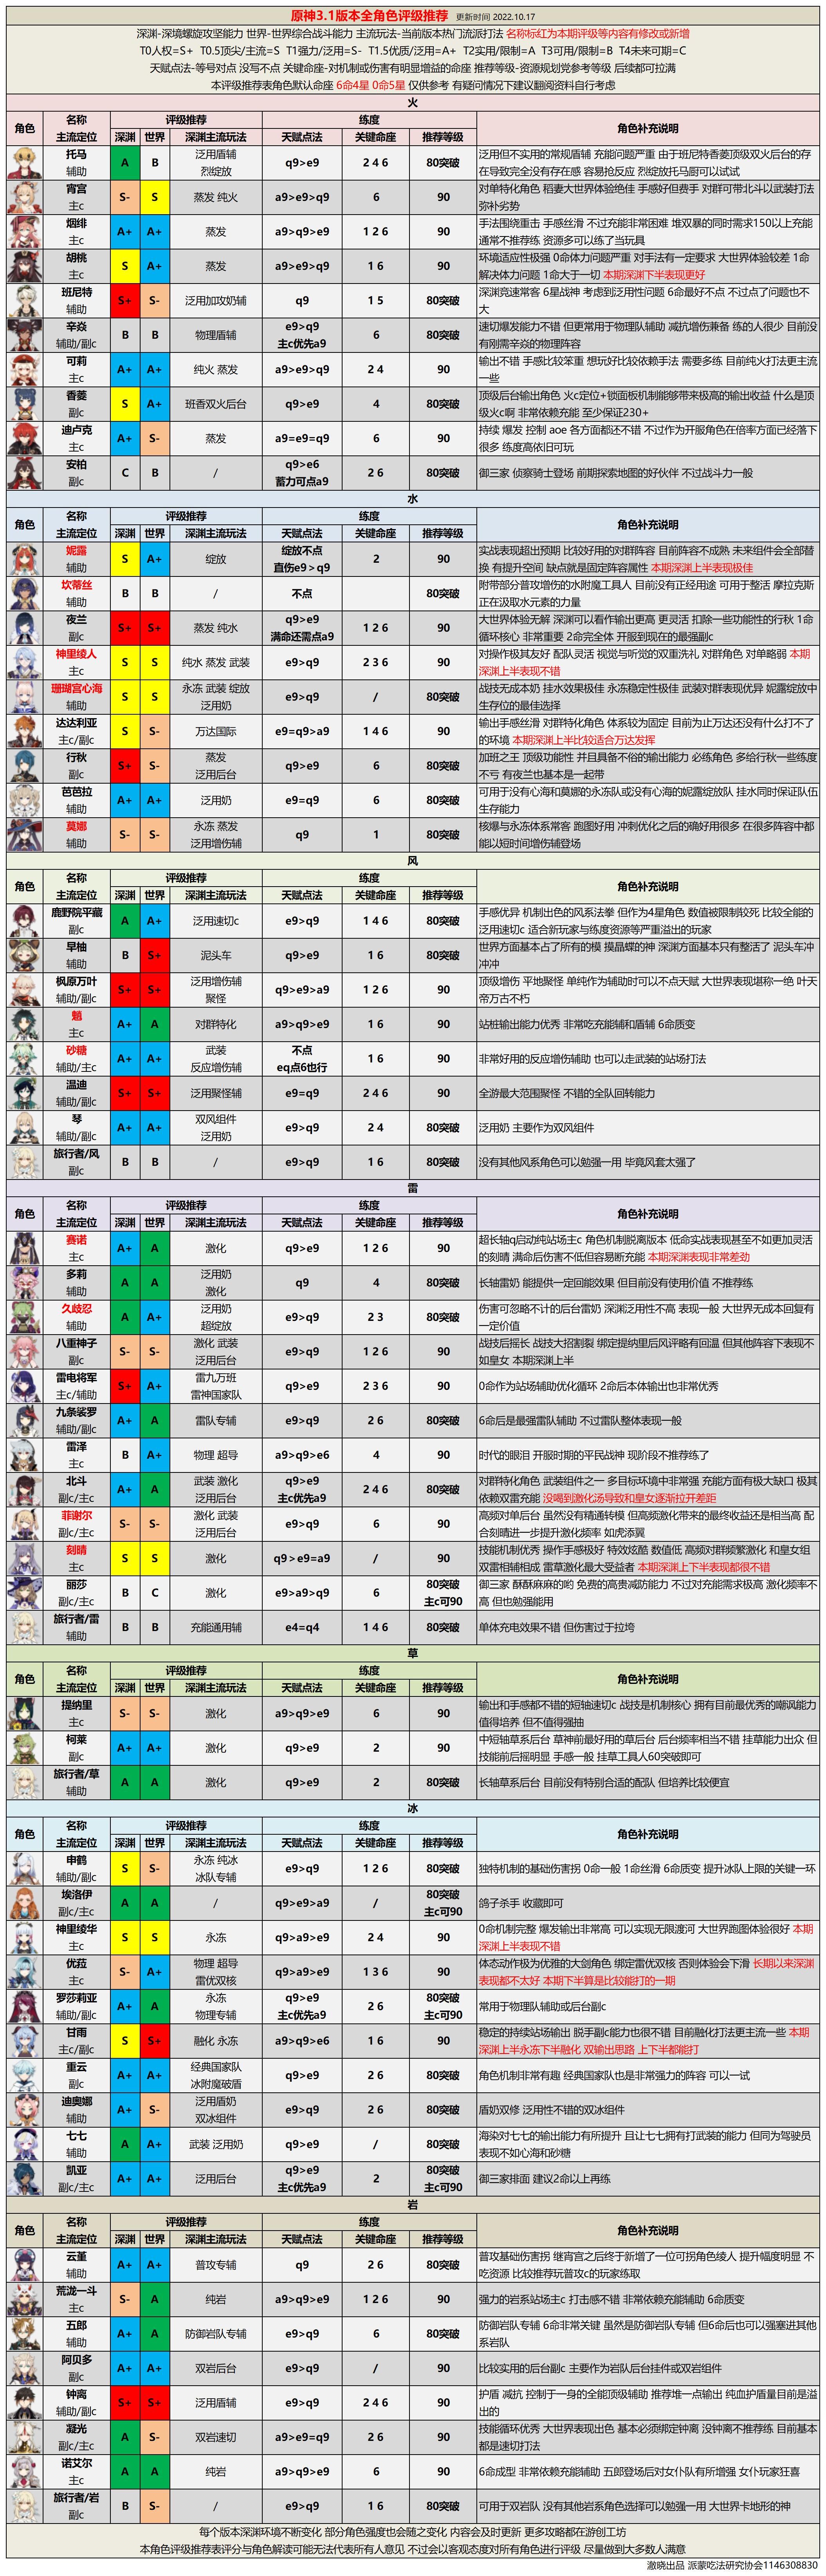 原神3.1版本全角色评级推荐 更新时间 2022.10.17
深渊-深境螺旋攻坚能力 世界-世界综合战斗能力 主流玩法-当前版本热门流派打法 名称标红为本期评级等内容有修改或新增
T0人权=S+ T0.5顶尖/主流=S T1强力/泛用=S- T1.5优质/泛用=A+ T2实用/限制=A T3可用/限制=B T4未来可期=C
天赋点法-等号对点 没写不点 关键命座-对机制或伤害有明显增益的命座 推荐等级-资源规划党参考等级 后续都可拉满
本评级推荐表角色默认命座 6命4星 0命5星 仅供参考 有疑问情况下建议翻阅资料自行考虑
火
角色 名称 评级推荐 练度 角色补充说明
主流定位 深渊 世界 深渊主流玩法 天赋点法 关键命座 推荐等级
托马 辅助 A B 泛用盾辅 烈绽放 q9>e9 2 4 6 80突破 泛用但不实用的常规盾辅 充能问题严重 由于班尼特香菱顶级双火后台的存
在导致完全没有存在感 容易抢反应 烈绽放托马厨可以试试
宵宫 主c S- S 蒸发 纯火 a9>e9>q9 6 90 对单特化角色 稻妻大世界体验绝佳 手感好但费手 对群可带北斗以武装打法
弥补劣势
烟绯 主c A+ A+ 蒸发 a9>q9>e9 1 2 6 90 手法围绕重击 手感丝滑 不过充能非常困难 堆双暴的同时需求150以上充能
通常不推荐练 资源多可以练了当玩具
胡桃 主c S A+ 蒸发 a9>e9>q9 1 6 90 环境适应性极强 0命体力问题严重 对手法有一定要求 大世界体验较差 1命
解决体力问题 1命大于一切 本期深渊下半表现更好
班尼特 辅助 S+ S- 泛用加攻奶辅 q9 1 5 80突破 深渊竞速常客 6星战神 考虑到泛用性问题 6命最好不点 不过点了问题也不
大
辛焱 辅助/副c B B 物理盾辅 e9>q9 主c优先a9 6 80突破 速切爆发能力不错 但更常用于物理队辅助 减抗增伤兼备 练的人很少 目前没
有刚需辛焱的物理阵容
可莉 主c A+ A+ 纯火 蒸发 a9>e9>q9 2 4 90 输出不错 手感比较笨重 想玩好比较依赖手法 需要多练 目前纯火打法更主流
一些
香菱 副c S A+ 班香双火后台 q9>e9 4 90 顶级后台输出角色 火c定位+锁面板机制能够带来极高的输出收益 什么是顶
级火c啊 非常依赖充能 至少保证230+
迪卢克 主c A+ S- 蒸发 a9=e9=q9 6 90 持续 爆发 控制 aoe 各方面都还不错 不过作为开服角色在倍率方面已经落下
很多 练度高依旧可玩
安柏 副c C B / q9>e6 蓄力可点a9 2 6 80突破 御三家 侦察骑士登场 前期探索地图的好伙伴 不过战斗力一般
水
角色 名称 评级推荐 练度 角色补充说明
主流定位 深渊 世界 深渊主流玩法 天赋点法 关键命座 推荐等级
妮露 辅助 S A+ 绽放 绽放不点 直伤e9＞q9 2 90 实战表现超出预期 比较好用的对群阵容 目前阵容不成熟 未来组件会全部替
换 有提升空间 缺点就是固定阵容属性 本期深渊上半表现极佳
坎蒂丝 辅助 B B / 不点 80突破 附带部分普攻增伤的水附魔工具人 目前没有正经用途 可用于整活 摩拉克斯
正在汲取水元素的力量
夜兰 副c S+ S+ 蒸发 纯水 q9>e9 满命还需点a9 1 2 6 90 大世界体验无解 深渊可以看作输出更高 更灵活 扣除一些功能性的行秋 1命
循环核心 非常重要 2命完全体 开服到现在的最强副c
神里绫人 主c S S 纯水 蒸发 武装 e9>q9 2 3 6 90 对操作极其友好 配队灵活 视觉与听觉的双重洗礼 对群角色 对单略弱 本期
深渊上半表现不错
珊瑚宫心海 辅助 S S 永冻 武装 绽放 泛用奶 e9>q9 / 80突破 战技无成本奶 挂水效果极佳 永冻稳定性极佳 武装对群表现优异 妮露绽放中
生存位的最佳选择
达达利亚 主c/副c S S- 万达国际 e9=q9>a9 1 4 6 90 输出手感丝滑 对群特化角色 体系较为固定 目前为止万达还没有什么打不了
的环境 本期深渊上半比较适合万达发挥
行秋 副c S+ S- 蒸发 泛用后台 q9>e9 6 80突破 加班之王 顶级功能性 并且具备不俗的输出能力 必练角色 多给行秋一些练度
不亏 有夜兰也基本是一起带
芭芭拉 辅助 A+ A+ 泛用奶 e9=q9 6 80突破 可用于没有心海和莫娜的永冻队或没有心海的妮露绽放队 挂水同时保证队伍
生存能力
莫娜 辅助 S- S- 永冻 蒸发 泛用增伤辅 q9 1 80突破 核爆与永冻体系常客 跑图好用 冲刺优化之后的确好用很多 在很多阵容中都
能以短时间增伤辅登场
风
角色 名称 评级推荐 练度 角色补充说明
主流定位 深渊 世界 深渊主流玩法 天赋点法 关键命座 推荐等级
鹿野院平藏 副c A A+ 泛用速切c e9>q9 1 4 6 90 手感优异 机制出色的风系法拳 但作为4星角色 数值被限制较死 比较全能的
泛用速切c 适合新玩家与练度资源等严重溢出的玩家
早柚 辅助 B S+ 泥头车 q9>e9 1 6 80突破 世界方面基本占了所有的模 摸晶蝶的神 深渊方面基本只有整活了 泥头车冲
冲冲
枫原万叶 辅助/副c S+ S+ 泛用增伤辅 聚怪 q9>e9>a9 1 2 6 90 顶级增伤 平地聚怪 单纯作为辅助时可以不点天赋 大世界表现堪称一绝 叶天
帝万古不朽
魈 主c A+ A 对群特化 a9>q9>e9 1 6 90 站桩输出能力优秀 非常吃充能辅和盾辅 6命质变
砂糖 辅助/主c A+ A+ 武装 反应增伤辅 不点 eq点6也行 1 6 90 非常好用的反应增伤辅助 也可以走武装的站场打法
温迪 辅助/副c S+ S+ 泛用聚怪辅 e9=q9 2 4 6 90 全游最大范围聚怪 不错的全队回转能力
琴 辅助/副c A+ A+ 双风组件 泛用奶 e9>q9 2 4 80突破 泛用奶 主要作为双风组件
旅行者/风 副c B B / e9>q9 1 6 80突破 没有其他风系角色可以勉强一用 毕竟风套太强了
雷
角色 名称 评级推荐 练度 角色补充说明
主流定位 深渊 世界 深渊主流玩法 天赋点法 关键命座 推荐等级
赛诺 主c A+ A 激化 q9>e9 1 2 6 90 超长轴q启动纯站场主c 角色机制脱离版本 低命实战表现甚至不如更加灵活
的刻晴 满命后伤害不低但容易断充能 本期深渊表现非常差劲
多莉 辅助 A A 泛用奶 激化 q9 4 80突破 长轴雷奶 能提供一定回能效果 但目前没有使用价值 不推荐练
久歧忍 辅助 A A+ 泛用奶 超绽放 e9>q9 2 3 80突破 伤害可忽略不计的后台雷奶 深渊泛用性不高 表现一般 大世界无成本回复有
一定价值
八重神子 副c S- S- 激化 武装 泛用后台 e9>q9 1 2 6 90 战技后摇长 战技大招割裂 绑定提纳里后风评略有回温 但其他阵容下表现不
如皇女 本期深渊上半
雷电将军 主c/辅助 S+ A+ 雷九万班 雷神国家队 q9>e9 2 3 6 90 0命作为站场辅助优化循环 2命后本体输出也非常优秀
九条裟罗 辅助/副c A+ A 雷队专辅 e9>q9 2 6 80突破 6命后是最强雷队辅助 不过雷队整体表现一般
雷泽 主c B A+ 物理 超导 a9>q9>e6 4 90 时代的眼泪 开服时期的平民战神 现阶段不推荐练了
北斗 副c/主c A+ A 武装 激化 泛用后台 q9>e9 主c优先a9 2 4 6 80突破 对群特化角色 武装组件之一 多目标环境中非常强 充能方面有极大缺口 极其
依赖双雷充能 没喝到激化汤导致和皇女逐渐拉开差距
菲谢尔 副c/主c S- S- 激化 武装 泛用后台 e9>q9 6 90 高频对单后台 虽然没有精通转模 但高频激化带来的最终收益还是相当高 配
合刻晴进一步提升激化频率 如虎添翼
刻晴 主c S S 激化 q9＞e9=a9 / 90 技能机制优秀 操作手感极好 特效炫酷 数值低 高频对群频繁激化 和皇女组
双雷相辅相成 雷草激化最大受益者 本期深渊上下半表现都很不错
丽莎 副c/主c B C 激化 e9>a9>q9 6 80突破 主c可90 御三家 酥酥麻麻的哟 免费的高贵减防能力 不过对充能需求极高 激化频率不
高 但也勉强能用
旅行者/雷 辅助 B B 充能通用辅 e4=q4 1 4 6 80突破 单体充电效果不错 但伤害过于拉垮
草
角色 名称 评级推荐 练度 角色补充说明
主流定位 深渊 世界 深渊主流玩法 天赋点法 关键命座 推荐等级
提纳里 主c S- S- 激化 a9>q9>e9 6 90 输出和手感都不错的短轴速切c 战技是机制核心 拥有目前最优秀的嘲讽能力
值得培养 但不值得强抽
柯莱 副c A+ A+ 激化 q9>e9 2 90 中短轴草系后台 草神前最好用的草后台 后台频率相当不错 挂草能力出众 但
技能前后摇明显 手感一般 挂草工具人60突破即可
旅行者/草 辅助 A A 激化 q9>e9 2 80突破 长轴草系后台 目前没有特别合适的配队 但培养比较便宜
冰
角色 名称 评级推荐 练度 角色补充说明
主流定位 深渊 世界 深渊主流玩法 天赋点法 关键命座 推荐等级
申鹤 辅助/副c S S- 永冻 纯冰 冰队专辅 e9>q9 1 2 6 80突破 独特机制的基础伤害拐 0命一般 1命丝滑 6命质变 提升冰队上限的关键一环
埃洛伊 副c/主c A A / q9>e9>a9 / 80突破 主c可90 鸽子杀手 收藏即可
神里绫华 主c S S 永冻 q9>a9>e9 2 4 90 0命机制完整 爆发输出非常高 可以实现无限渡河 大世界跑图体验很好 本期
深渊上半表现不错
优菈 主c S- A+ 物理 超导 雷优双核 q9>a9>e9 1 3 6 90 体态动作极为优雅的大剑角色 绑定雷优双核 否则体验会下滑 长期以来深渊
表现都不太好 本期下半算是比较能打的一期
罗莎莉亚 辅助/副c A+ A 永冻 物理专辅 q9>e9 主c优先a9 2 6 80突破 主c可90 常用于物理队辅助或后台副c
甘雨 主c/副c S S+ 融化 永冻 a9>q9>e6 1 6 90 稳定的持续站场输出 脱手副c能力也很不错 目前融化打法更主流一些 本期
深渊上半永冻下半融化 双输出思路 上下半都能打
重云 副c A+ A+ 经典国家队 冰附魔破盾 q9>e9 2 6 80突破 角色机制非常有趣 经典国家队也是非常强力的阵容 可以一试
迪奥娜 辅助 A+ S- 泛用盾奶 双冰组件 e9>q9 2 6 80突破 盾奶双修 泛用性不错的双冰组件
七七 辅助 A A+ 武装 泛用奶 q9>e9 / 80突破 海染对七七的输出能力有所提升 且让七七拥有打武装的能力 但同为驾驶员
表现不如心海和砂糖
凯亚 副c/主c A+ A+ 泛用后台 q9>e9 主c优先a9 2 80突破 主c可90 御三家排面 建议2命以上再练
岩
角色 名称 评级推荐 练度 角色补充说明
主流定位 深渊 世界 深渊主流玩法 天赋点法 关键命座 推荐等级
云堇 辅助 A+ A+ 普攻专辅 q9 2 6 80突破 普攻基础伤害拐 继宵宫之后终于新增了一位可拐角色绫人 提升幅度明显 不
吃资源 比较推荐玩普攻c的玩家练取
荒泷一斗 主c S- A 纯岩 a9>q9>e9 1 2 6 90 强力的岩系站场主c 打击感不错 非常依赖充能辅助 6命质变
五郎 辅助 A+ A 防御岩队专辅 e9>q9 6 80突破 防御岩队专辅 6命非常关键 虽然是防御岩队专辅 但6命后也可以强塞进其他
系岩队
阿贝多 副c A+ A+ 双岩后台 e9>q9 / 90 比较实用的后台副c 主要作为岩队后台挂件或双岩组件
钟离 辅助/副c S+ S+ 泛用盾辅 e9>q9 2 4 6 90 护盾 减抗 控制于一身的全能顶级辅助 推荐堆一点输出 纯血护盾量目前是溢
出的
凝光 副c/主c A S- 双岩速切 a9>e9=q9 2 6 90 技能循环优秀 大世界表现出色 基本必须绑定钟离 没钟离不推荐练 目前基本
都是速切打法
诺艾尔 主c A A 纯岩 a9>q9>e9 6 90 6命成型 非常依赖充能辅助 五郎登场后对女仆队有所增强 女仆玩家狂喜
旅行者/岩 副c B S- / e9>q9 1 6 80突破 可用于双岩队 没有其他岩系角色选择可以勉强一用 大世界卡地形的神
每个版本深渊环境不断变化 部分角色强度也会随之变化 内容会及时更新 更多攻略都在游创工坊
本角色评级推荐表评分与角色解读可能无法代表所有人意见 不过会以客观态度对所有角色进行评级 尽量做到大多数人满意
澈晓出品 派蒙吃法研究协会1146308830